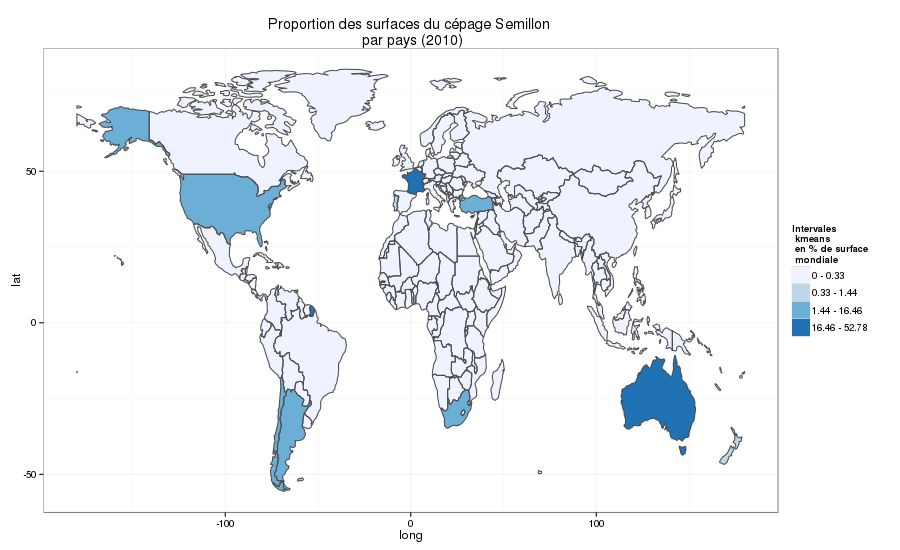 Proportion des surfaces du cépage Semillon
par pays (2010)
50
0
-50
lat
-100
0
100
long
Intervales
kmeans
en % de surface
mondiale
0 - 0.33
0.33 - 1.44
1.44 - 16.46
16.46 - 52.78